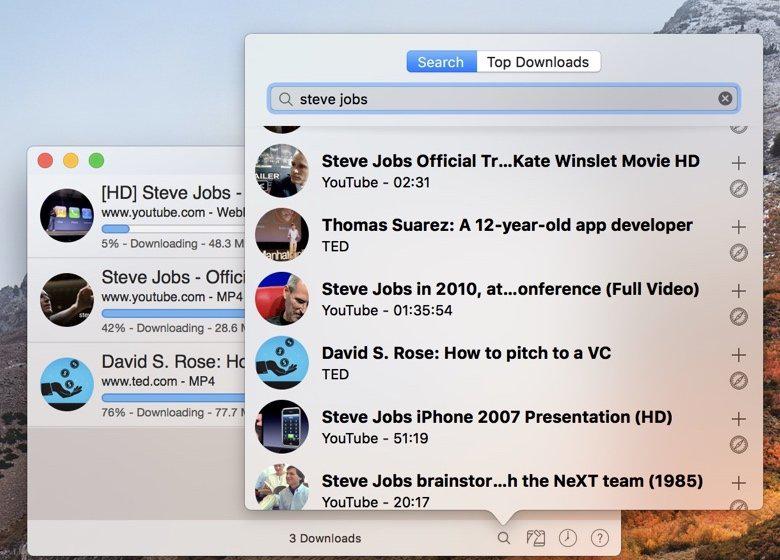 Search
Top Downloads
steve jobs
Steve Jobs Official Tr...Kate Winslet Movie HD
YouTube - 02:31
Thomas Suarez: A 12-year-old app developer
TED
Steve Jobs in 2010, at...onference (Full Video)
YouTube - 01:35:54
David S. Rose: How to pitch to a VC
TED
Steve Jobs iPhone 2007 Presentation (HD)
YouTube - 51:19
Steve Jobs brainstor...h the NeXT team (1985)
YouTube - 20:17
[HD] Steve Jobs -
www.youtube.com - Web
5% - Downloading - 48.3 M
Steve Jobs - Offici
www.youtube.com - MP4
42% - Downloading - 28.6 M
David S. Rose: Ho
www.ted.com - MP4
76% - Downloading - 77.7 M
3 Downloads
?